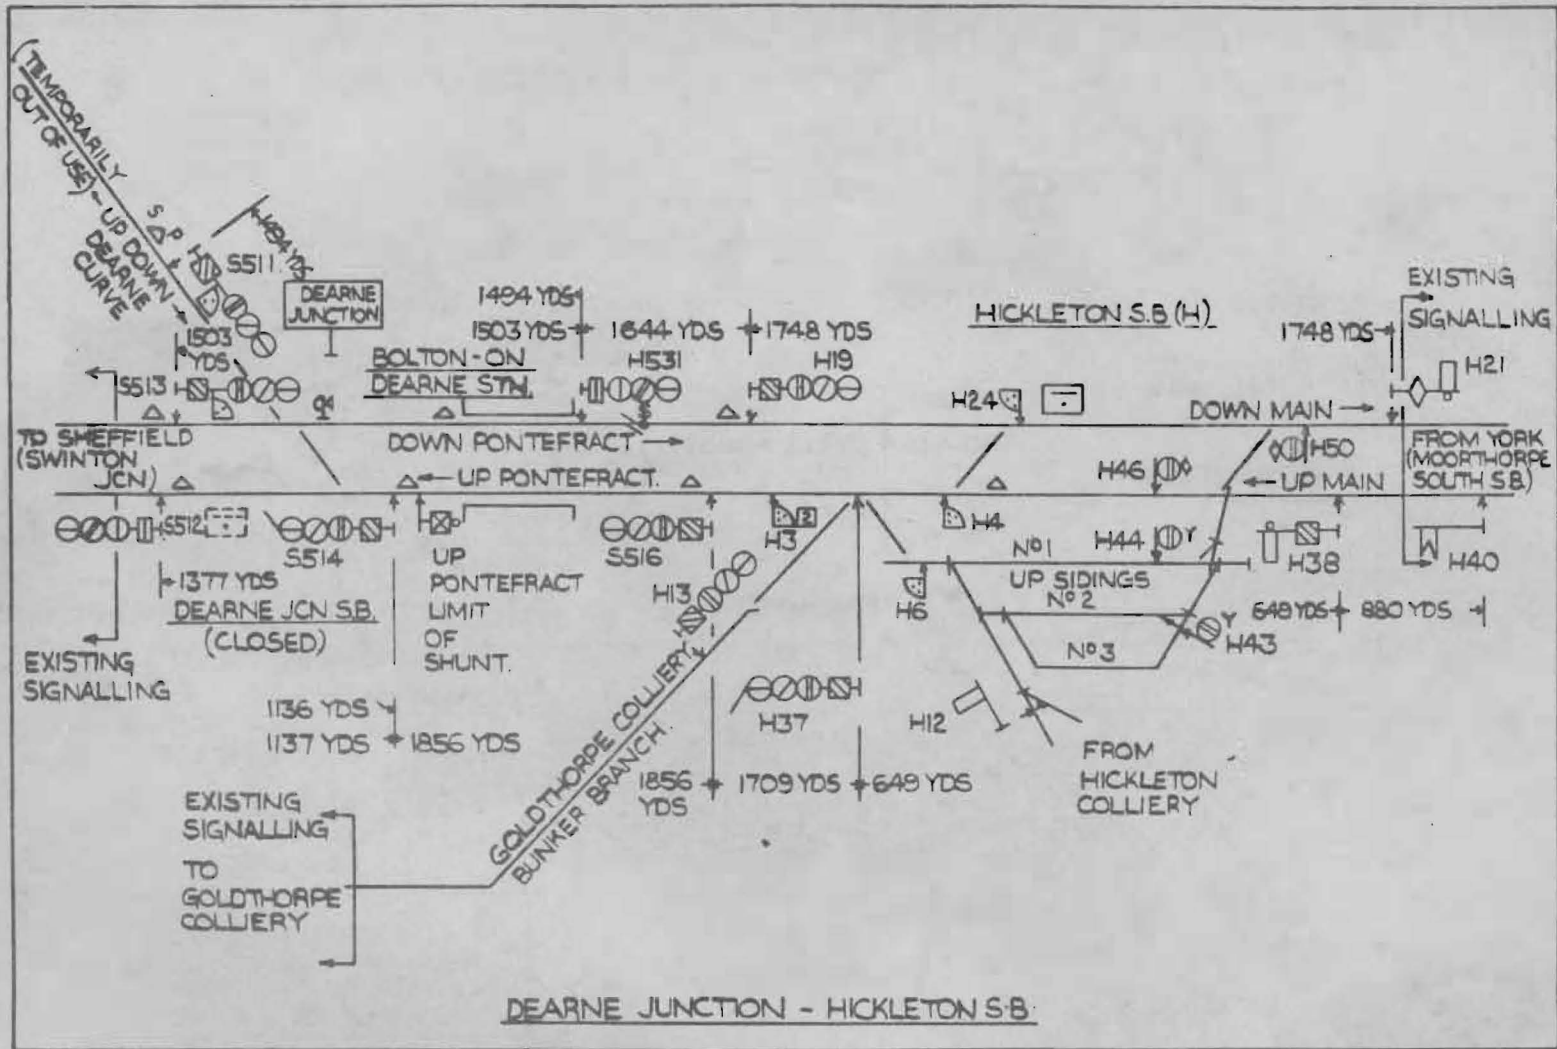 (TEMPORARILY
OUT OF USE)
UP DOWN
DEARNE
CURVE
S
P
S511
1494 YDS
DEARNE
JUNCTION
1503
YDS
S513
BOLTON-ON
DEARNE STN.
1494 YDS
1503 YDS
1644 YDS
1748 YDS
H531
H19
HICKLETON S.B (H)
H24
1748 YDS
EXISTING
SIGNALLING
H21
DOWN MAIN
TO SHEFFIELD
(SWINTON
JCN)
DOWN PONTEFRACT
UP PONTEFRACT.
H46
H50
UP MAIN
FROM YORK
(MOORTHORPE
SOUTH S.B.)
S512
S514
1377 YDS
DEARNE JCN S.B.
(CLOSED)
EXISTING
SIGNALLING
UP
PONTEFRACT
LIMIT
OF
SHUNT.
S516
H3
2
H13
H4
H6
No1
H44
Y
UP SIDINGS
No2
No3
Y
H43
H38
H40
648 YDS
880 YDS
1136 YDS
1137 YDS
1856 YDS
H37
1856
YDS
1709 YDS
649 YDS
H12
FROM
HICKLETON
COLLIERY
GOLDTHORPE COLLIERY
BUNKER BRANCH.
EXISTING
SIGNALLING
TO
GOLDTHORPE
COLLIERY
DEARNE JUNCTION - HICKLETON S.B.